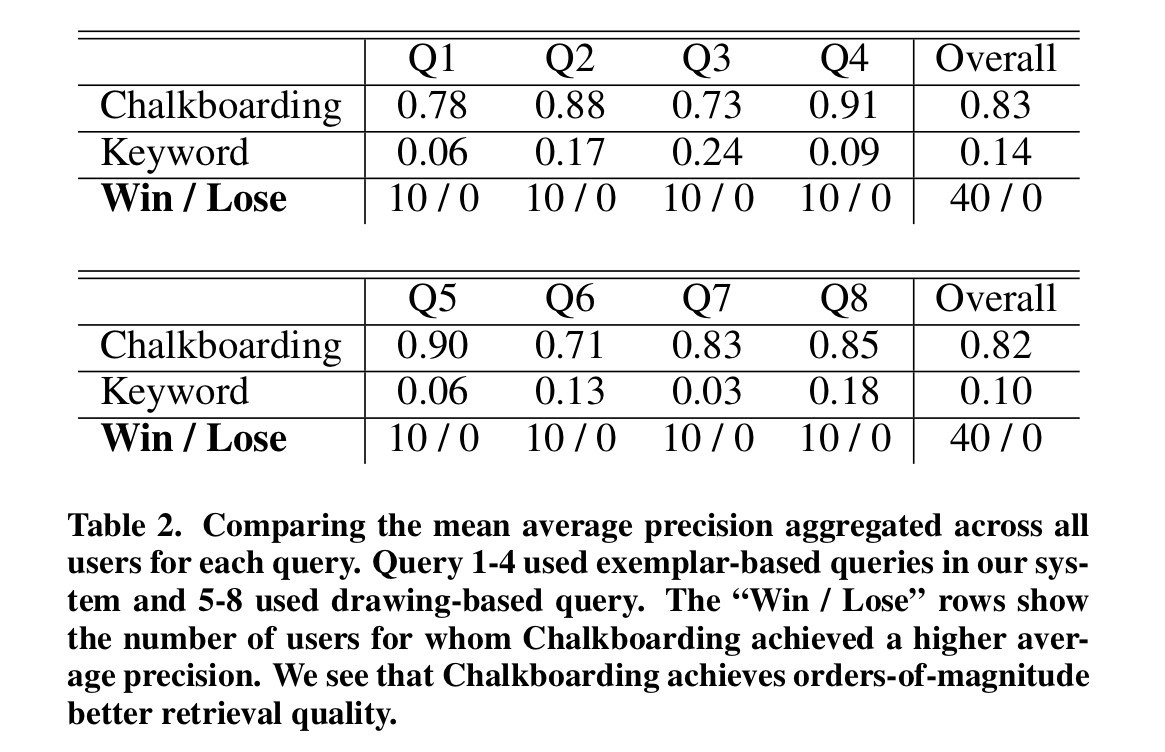 Q1 Q2 Q3 Q4 Overall
Chalkboarding 0.78 0.88 0.73 0.91 0.83
Keyword 0.06 0.17 0.24 0.09 0.14
Win / Lose 10 / 0 10 / 0 10 / 0 10 / 0 40 / 0
Q5 Q6 Q7 Q8 Overall
Chalkboarding 0.90 0.71 0.83 0.85 0.82
Keyword 0.06 0.13 0.03 0.18 0.10
Win / Lose 10 / 0 10 / 0 10 / 0 10 / 0 40 / 0
Table 2. Comparing the mean average precision aggregated across all
users for each query. Query 1-4 used exemplar-based queries in our sys-
tem and 5-8 used drawing-based query. The “Win / Lose” rows show
the number of users for whom Chalkboarding achieved a higher aver-
age precision. We see that Chalkboarding achieves orders-of-magnitude
better retrieval quality.